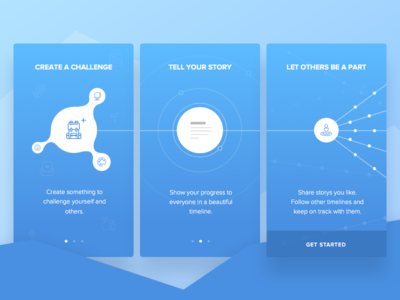 CREATE A CHALLENGE
Create something to
challenge yourself and
others.
TELL YOUR STORY
Show your progress to
everyone in a beautiful
timeline.
LET OTHERS BE A PART
Share storys you like.
Follow other timelines and
keep on track with them.
GET STARTED